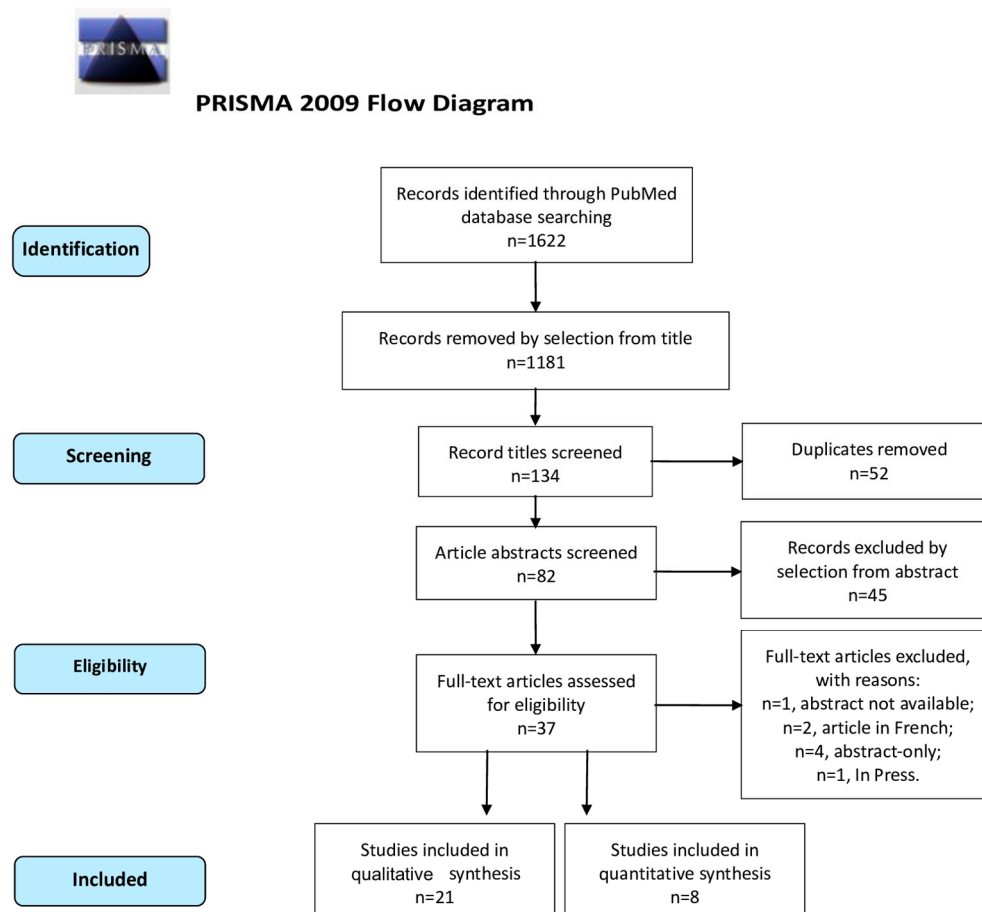 PRISMA
PRISMA 2009 Flow Diagram
Identification
Records identified through PubMed
database searching
n=1622
Records removed by selection from title
n=1181
Screening
Record titles screened
n=134
Duplicates removed
n=52
Article abstracts screened
n=82
Records excluded by
selection from abstract
n=45
Eligibility
Full-text articles assessed
for eligibility
n=37
Full-text articles excluded,
with reasons:
n=1, abstract not available;
n=2, article in French;
n=4, abstract-only;
n=1, In Press.
Included
Studies included in
qualitative synthesis
n=21
Studies included in
quantitative synthesis
n=8